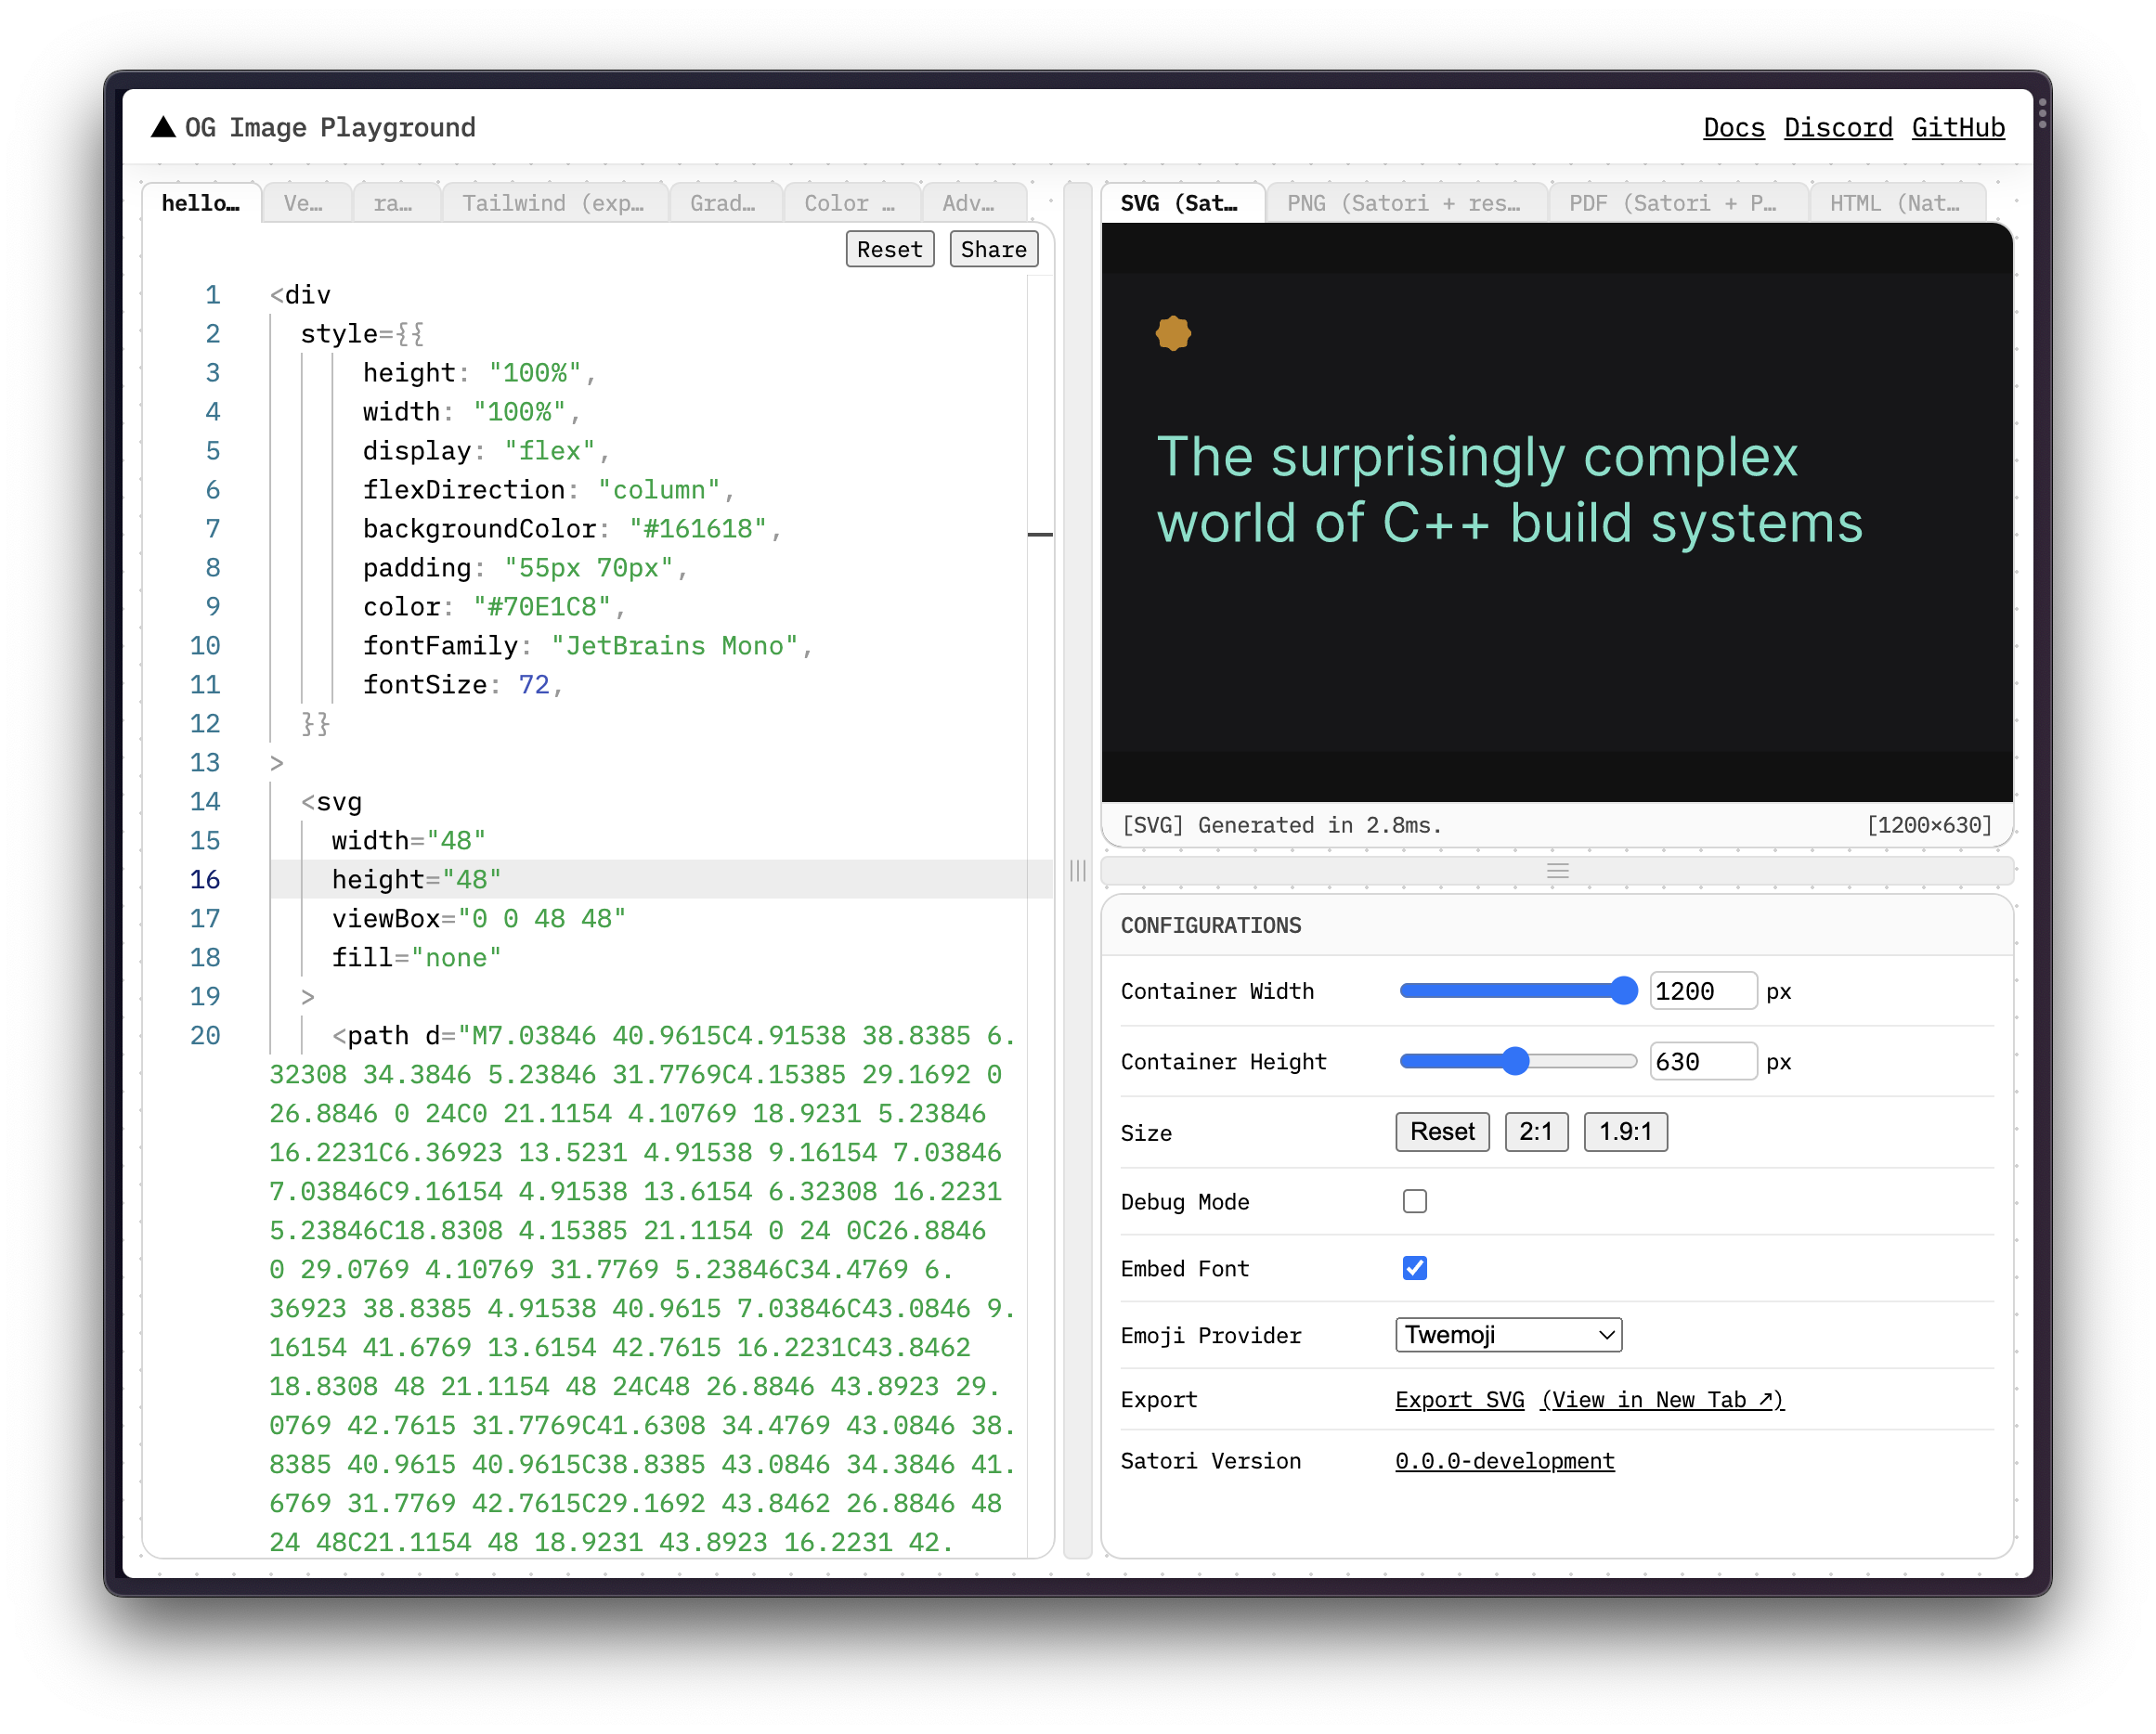 OG Image Playground
Docs Discord GitHub
hello… Ve… ra… Tailwind (exp… Grad… Color … Adv…
Reset Share
1 <div
2 style={{
3 height: "100%",
4 width: "100%",
5 display: "flex",
6 flexDirection: "column",
7 backgroundColor: "#161618",
8 padding: "55px 70px",
9 color: "#70E1C8",
10 fontFamily: "JetBrains Mono",
11 fontSize: 72,
12 }}
13 >
14 <svg
15 width="48"
16 height="48"
17 viewBox="0 0 48 48"
18 fill="none"
19 >
20 <path d="M7.03846 40.9615C4.91538 38.8385 6.
32308 34.3846 5.23846 31.7769C4.15385 29.1692 0
26.8846 0 24C0 21.1154 4.10769 18.9231 5.23846
16.2231C6.36923 13.5231 4.91538 9.16154 7.03846
7.03846C9.16154 4.91538 13.6154 6.32308 16.2231
5.23846C18.8308 4.15385 21.1154 0 24 0C26.8846
0 29.0769 4.10769 31.7769 5.23846C34.4769 6.
36923 38.8385 4.91538 40.9615 7.03846C43.0846 9.
16154 41.6769 13.6154 42.7615 16.2231C43.8462
18.8308 48 21.1154 48 24C48 26.8846 43.8923 29.
0769 42.7615 31.7769C41.6308 34.4769 43.0846 38.
8385 40.9615 40.9615C38.8385 43.0846 34.3846 41.
6769 31.7769 42.7615C29.1692 43.8462 26.8846 48
24 48C21.1154 48 18.9231 43.8923 16.2231 42.
SVG (Sat… PNG (Satori + res… PDF (Satori + P… HTML (Nat…
The surprisingly complex
world of C++ build systems
[SVG] Generated in 2.8ms. [1200×630]
CONFIGURATIONS
Container Width 1200 px
Container Height 630 px
Size Reset 2:1 1.9:1
Debug Mode
Embed Font
Emoji Provider Twemoji
Export Export SVG (View in New Tab ↗)
Satori Version 0.0.0-development